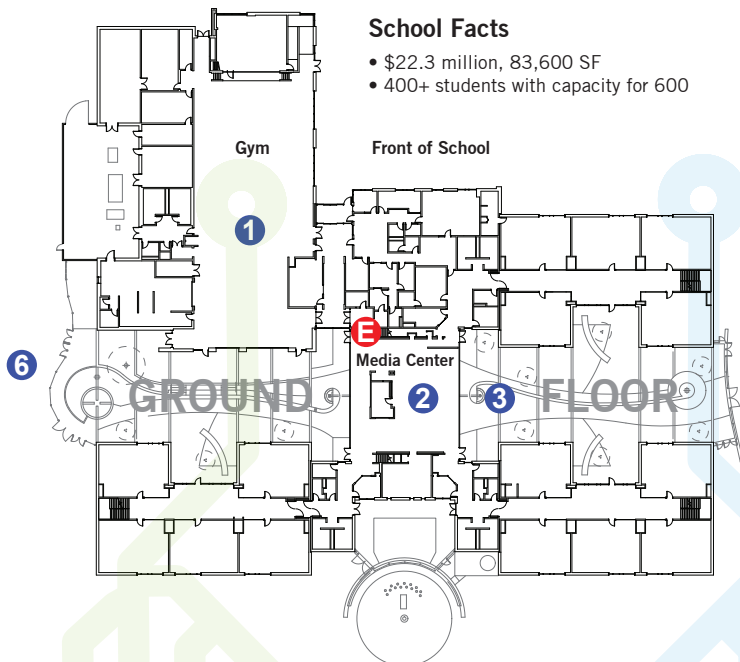 School Facts
• $22.3 million, 83,600 SF
• 400+ students with capacity for 600
Gym
Front of School
1
E
6
Media Center
GROUND
2
3
FLOOR